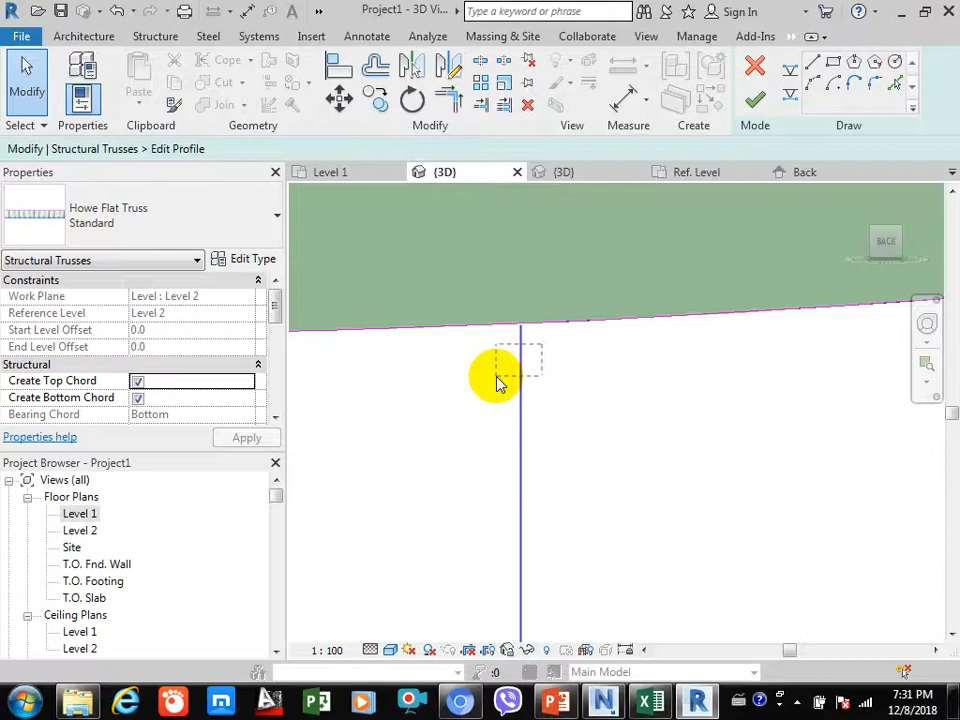 Project1 - 3D View...
Type a keyword or phrase
Sign In
File
Architecture
Structure
Steel
Systems
Insert
Annotate
Analyze
Massing & Site
Collaborate
View
Manage
Add-Ins
Modify
Paste
Cope
Cut
Join
Select
Properties
Clipboard
Geometry
Modify
View
Measure
Create
Mode
Draw
Modify | Structural Trusses > Edit Profile
Properties
Level 1
{3D}
{3D}
Ref. Level
Back
Howe Flat Truss
Standard
BACK
Structural Trusses
Edit Type
Constraints
Work Plane
Level : Level 2
Reference Level
Level 2
Start Level Offset
0.0
End Level Offset
0.0
Structural
Create Top Chord
Create Bottom Chord
Bearing Chord
Bottom
Properties help
Apply
Project Browser - Project1
Views (all)
Floor Plans
Level 1
Level 2
Site
T.O. Fnd. Wall
T.O. Footing
T.O. Slab
Ceiling Plans
Level 1
Level 2
1 : 100
:0
Main Model
7:31 PM
12/8/2018